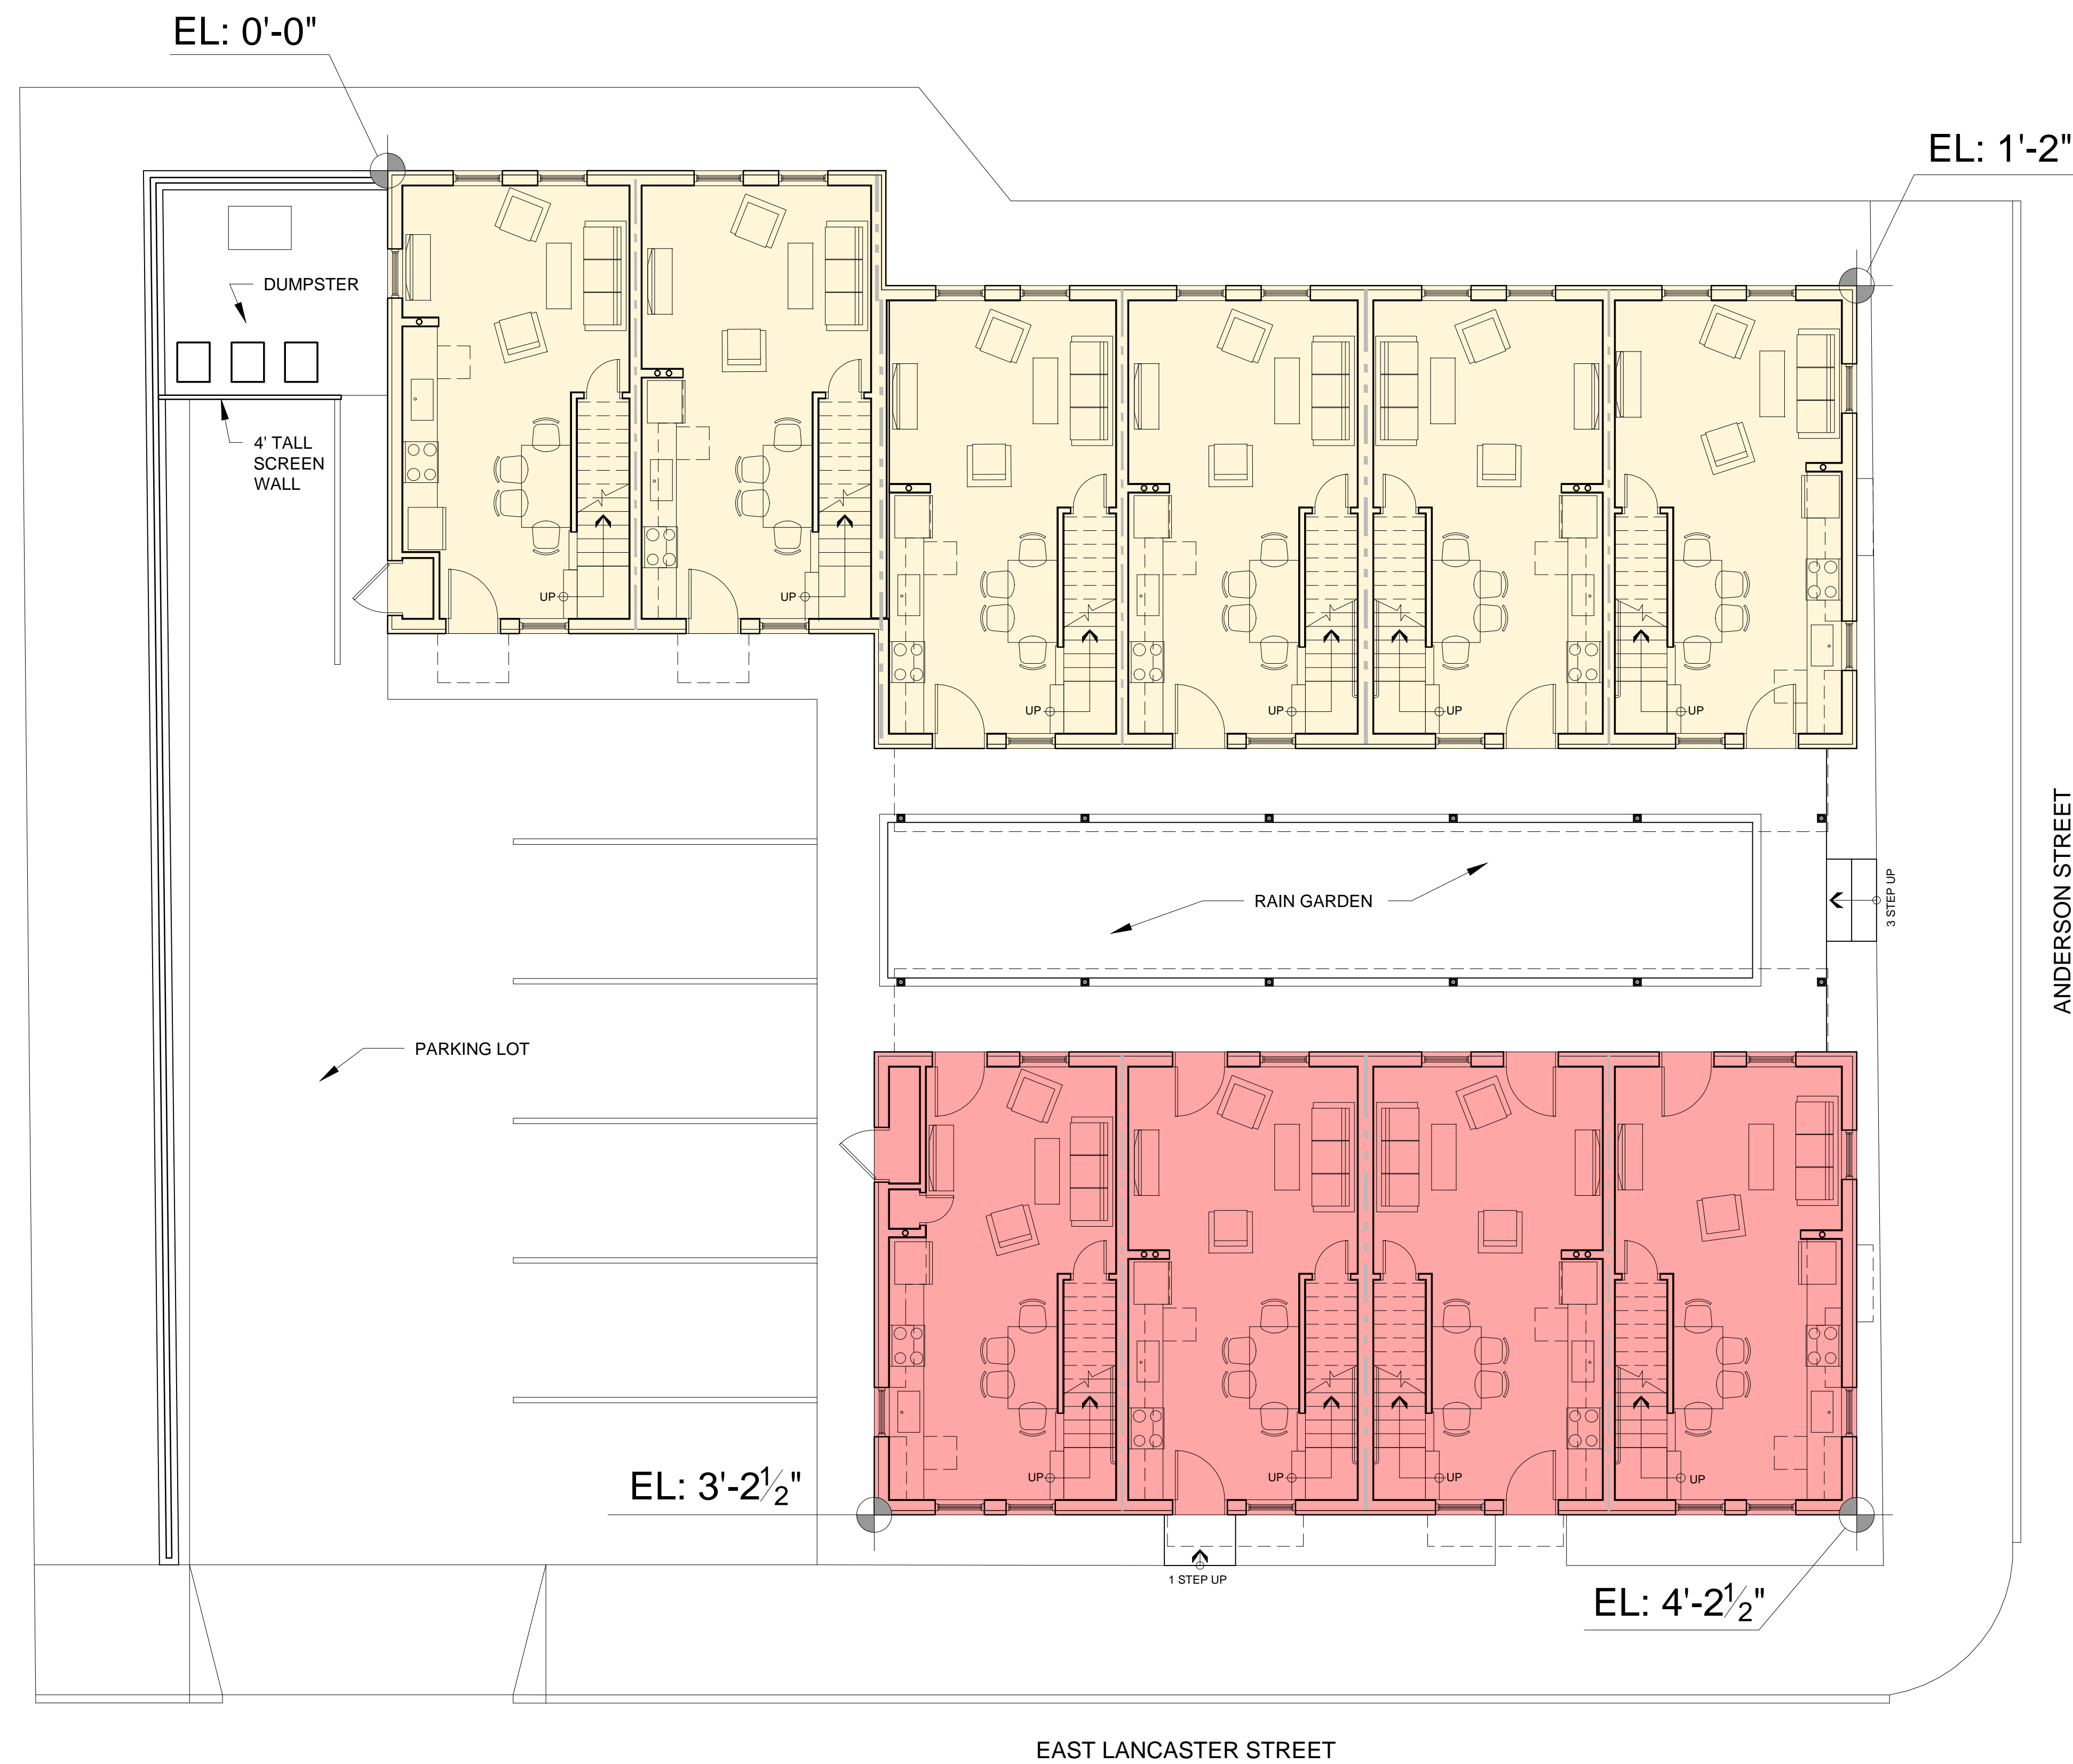 EL: 0'-0"
EL: 1'-2"
DUMPSTER
4' TALL
SCREEN
WALL
UP
UP
UP
UP
UP
UP
ANDERSON STREET
3 STEP UP
RAIN GARDEN
PARKING LOT
UP
UP
UP
UP
EL: 3'-2½"
1 STEP UP
EL: 4'-2½"
EAST LANCASTER STREET